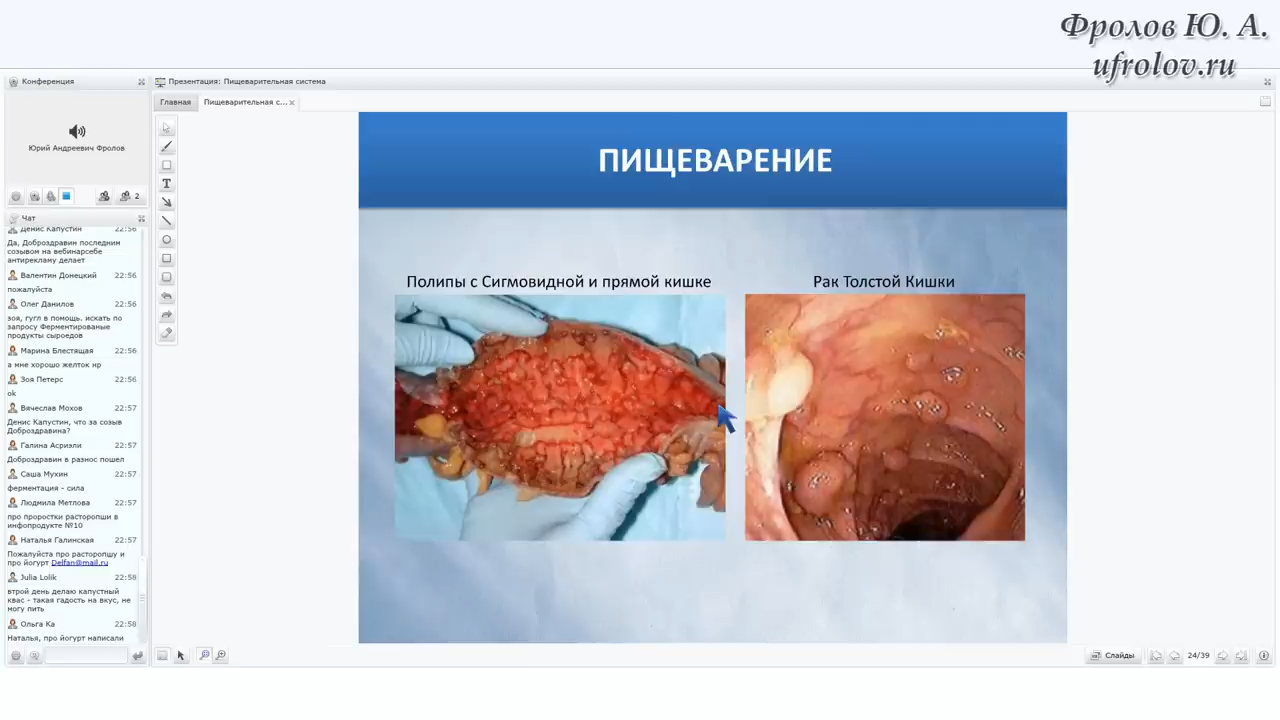 Фролов Ю. А.
ufrolov.ru
Конференция
Презентация: Пищеварительная система
Главная
Пищеварительная с...
Юрий Андреевич Фролов
2
Чат
Денис Капустин 22:56
Да, Доброздравин последним
созывом на вебинарсебе
антирекламу делает
Валентин Донецкий 22:56
пожалуйста
Олег Данилов 22:56
зоя, гугл в помощь. искать по
запросу Ферментированые
продукты сыроедов
Марина Блестящая 22:56
а мне хорошо желток нр
Зоя Петерс 22:56
ok
Вячеслав Мохов 22:57
Денис Капустин, что за созыв
Доброздравина?
Галина Асриэли 22:57
Доброздравин в разнос пошел
Саша Мухин 22:57
ферментация - сила
Людмила Метлова 22:57
про проростки расторопши в
инфопродукте №10
Наталья Галинская 22:57
Пожалуйста про расторопшу и
про йогурт Delfan@mail.ru
Julia Lolik 22:58
втрой день делаю капустный
квас - такая гадость на вкус, не
могу пить
Ольга Ка 22:58
Наталья, про йогурт написали
ПИЩЕВАРЕНИЕ
Полипы с Сигмовидной и прямой кишке
Рак Толстой Кишки
Слайды
24/39